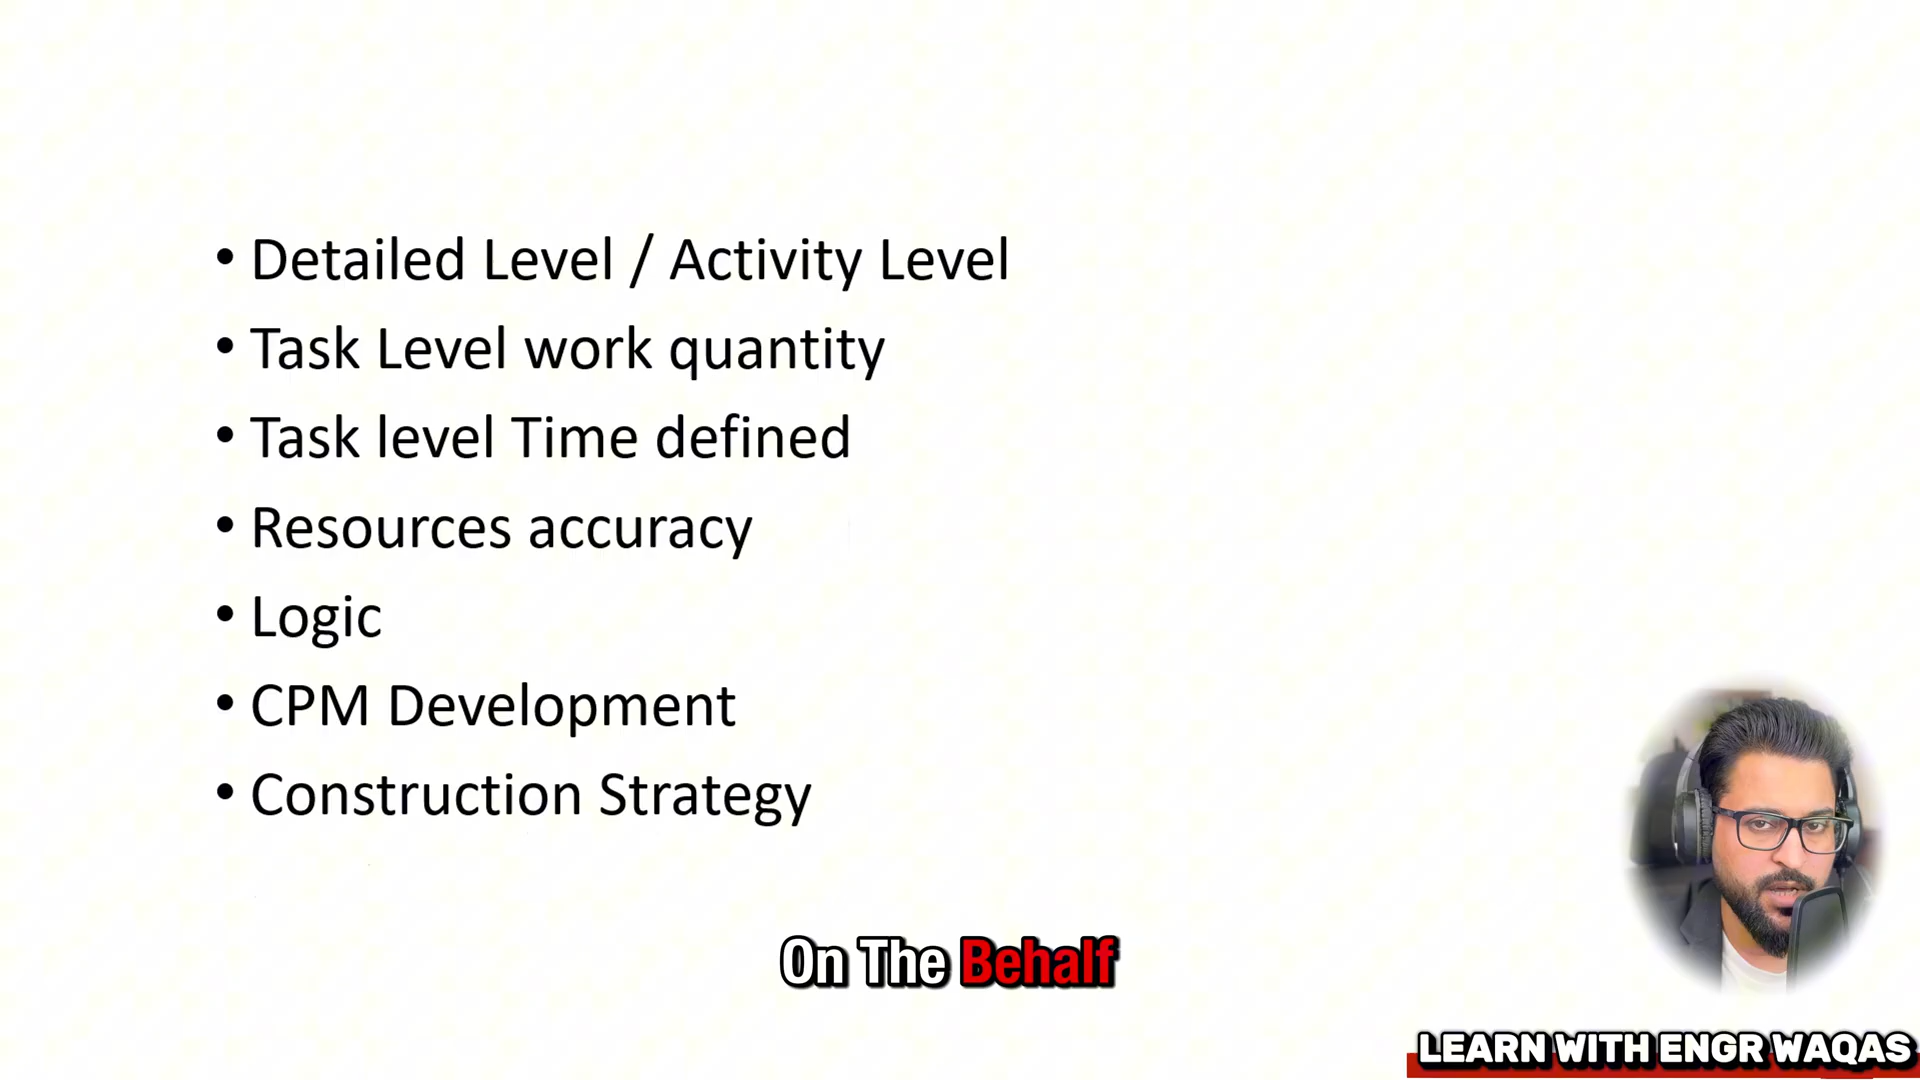 • Detailed Level / Activity Level
• Task Level work quantity
• Task level Time defined
• Resources accuracy
• Logic
• CPM Development
• Construction Strategy
On The Behalf
LEARN WITH ENGR WAQAS